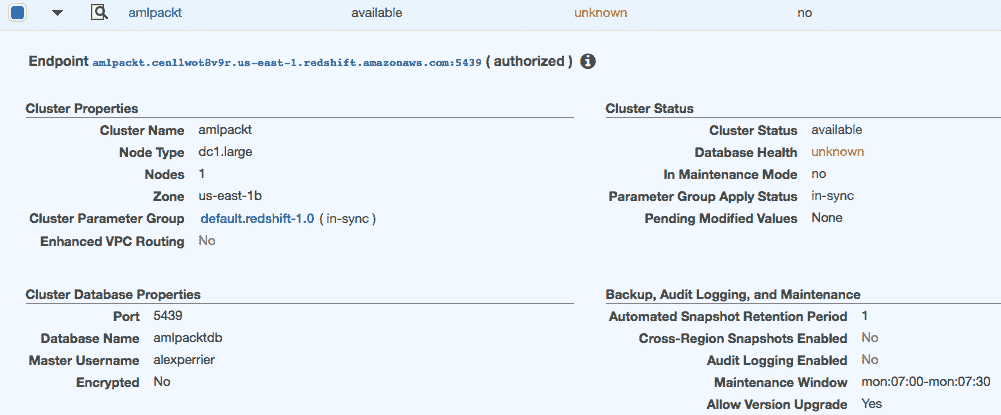 amlpackt available unknown no
Endpoint amlpackt.cenllwot8v9r.us-east-1.redshift.amazonaws.com:5439 ( authorized )
Cluster Properties
Cluster Name amlpackt
Node Type dc1.large
Nodes 1
Zone us-east-1b
Cluster Parameter Group default.redshift-1.0 ( in-sync )
Enhanced VPC Routing No
Cluster Status
Cluster Status available
Database Health unknown
In Maintenance Mode no
Parameter Group Apply Status in-sync
Pending Modified Values None
Cluster Database Properties
Port 5439
Database Name amlpacktdb
Master Username alexperrier
Encrypted No
Backup, Audit Logging, and Maintenance
Automated Snapshot Retention Period 1
Cross-Region Snapshots Enabled No
Audit Logging Enabled No
Maintenance Window mon:07:00-mon:07:30
Allow Version Upgrade Yes